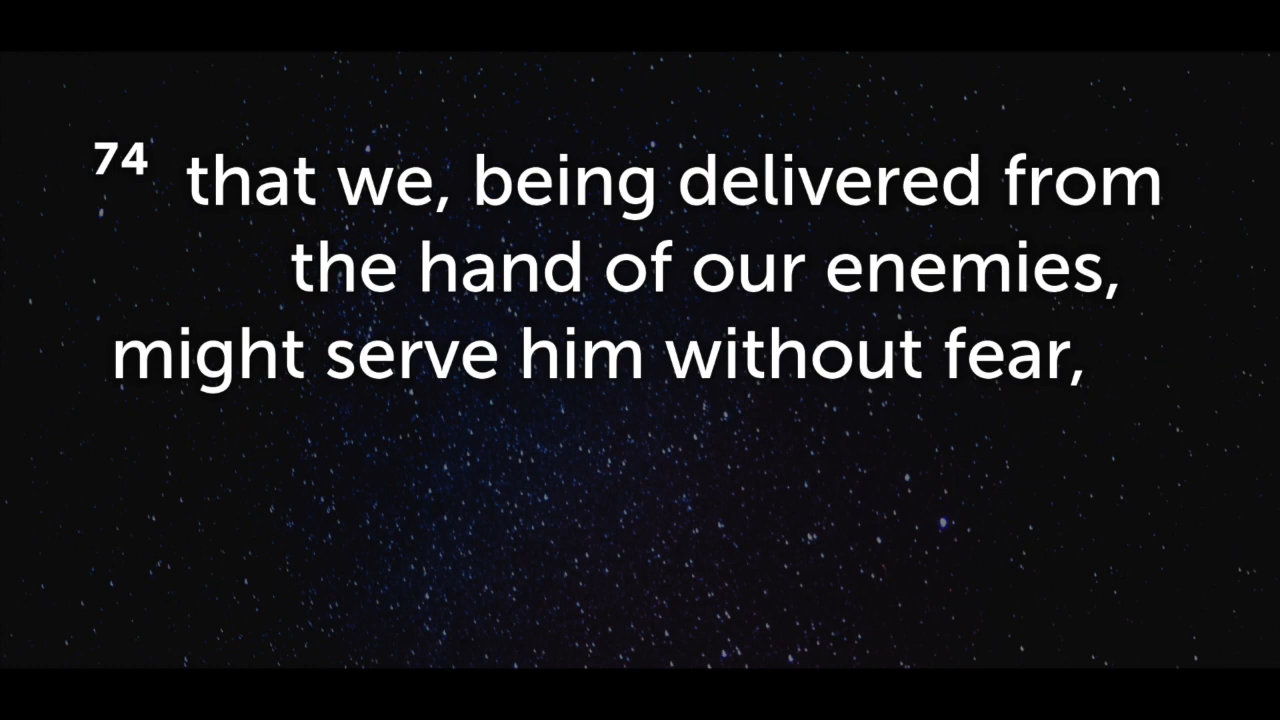 74 that we, being delivered from
the hand of our enemies,
might serve him without fear,